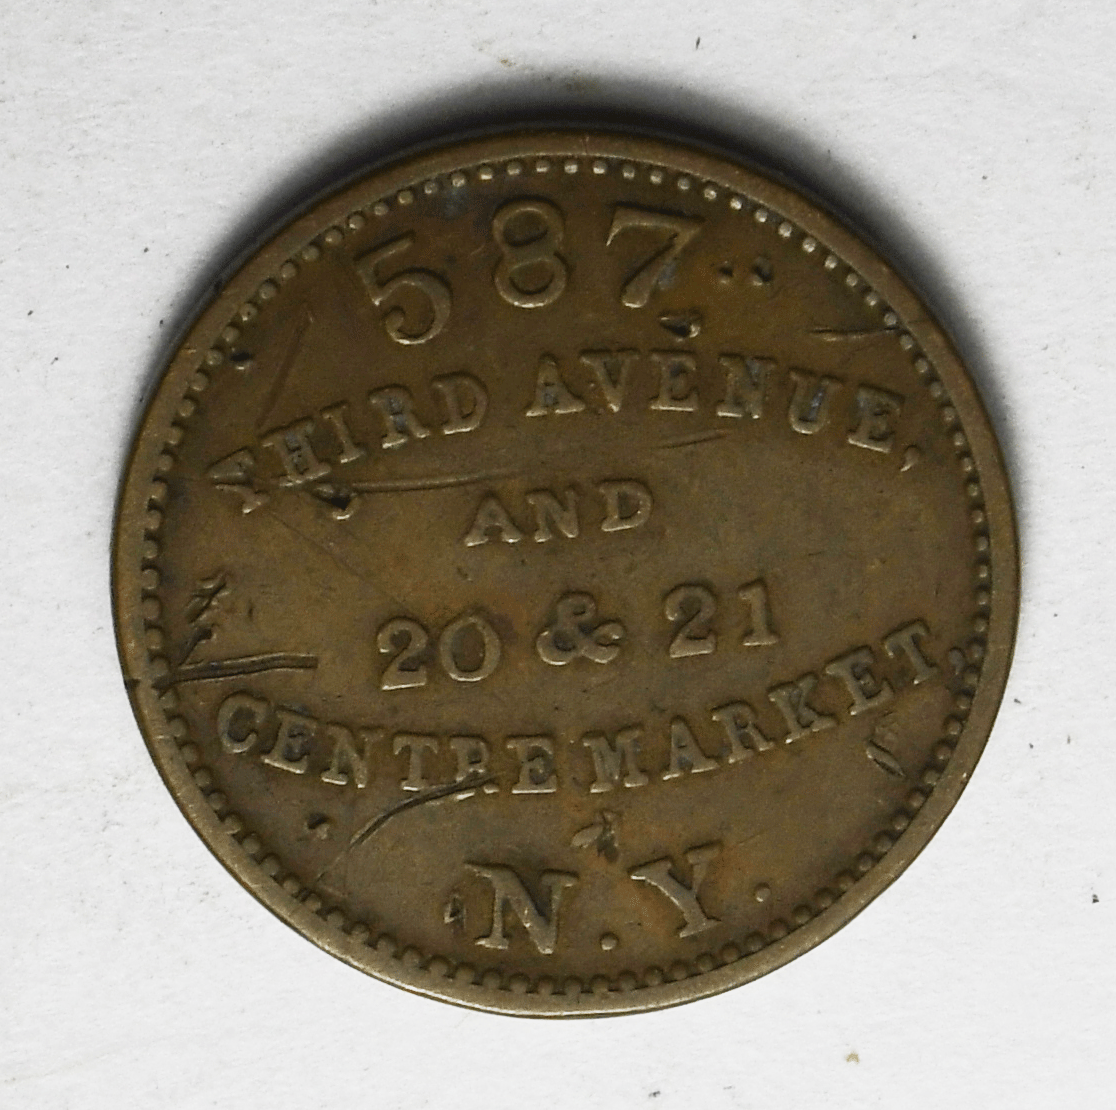 587
THIRD AVENUE,
AND
20 & 21
CENTRE MARKET,
N.Y.